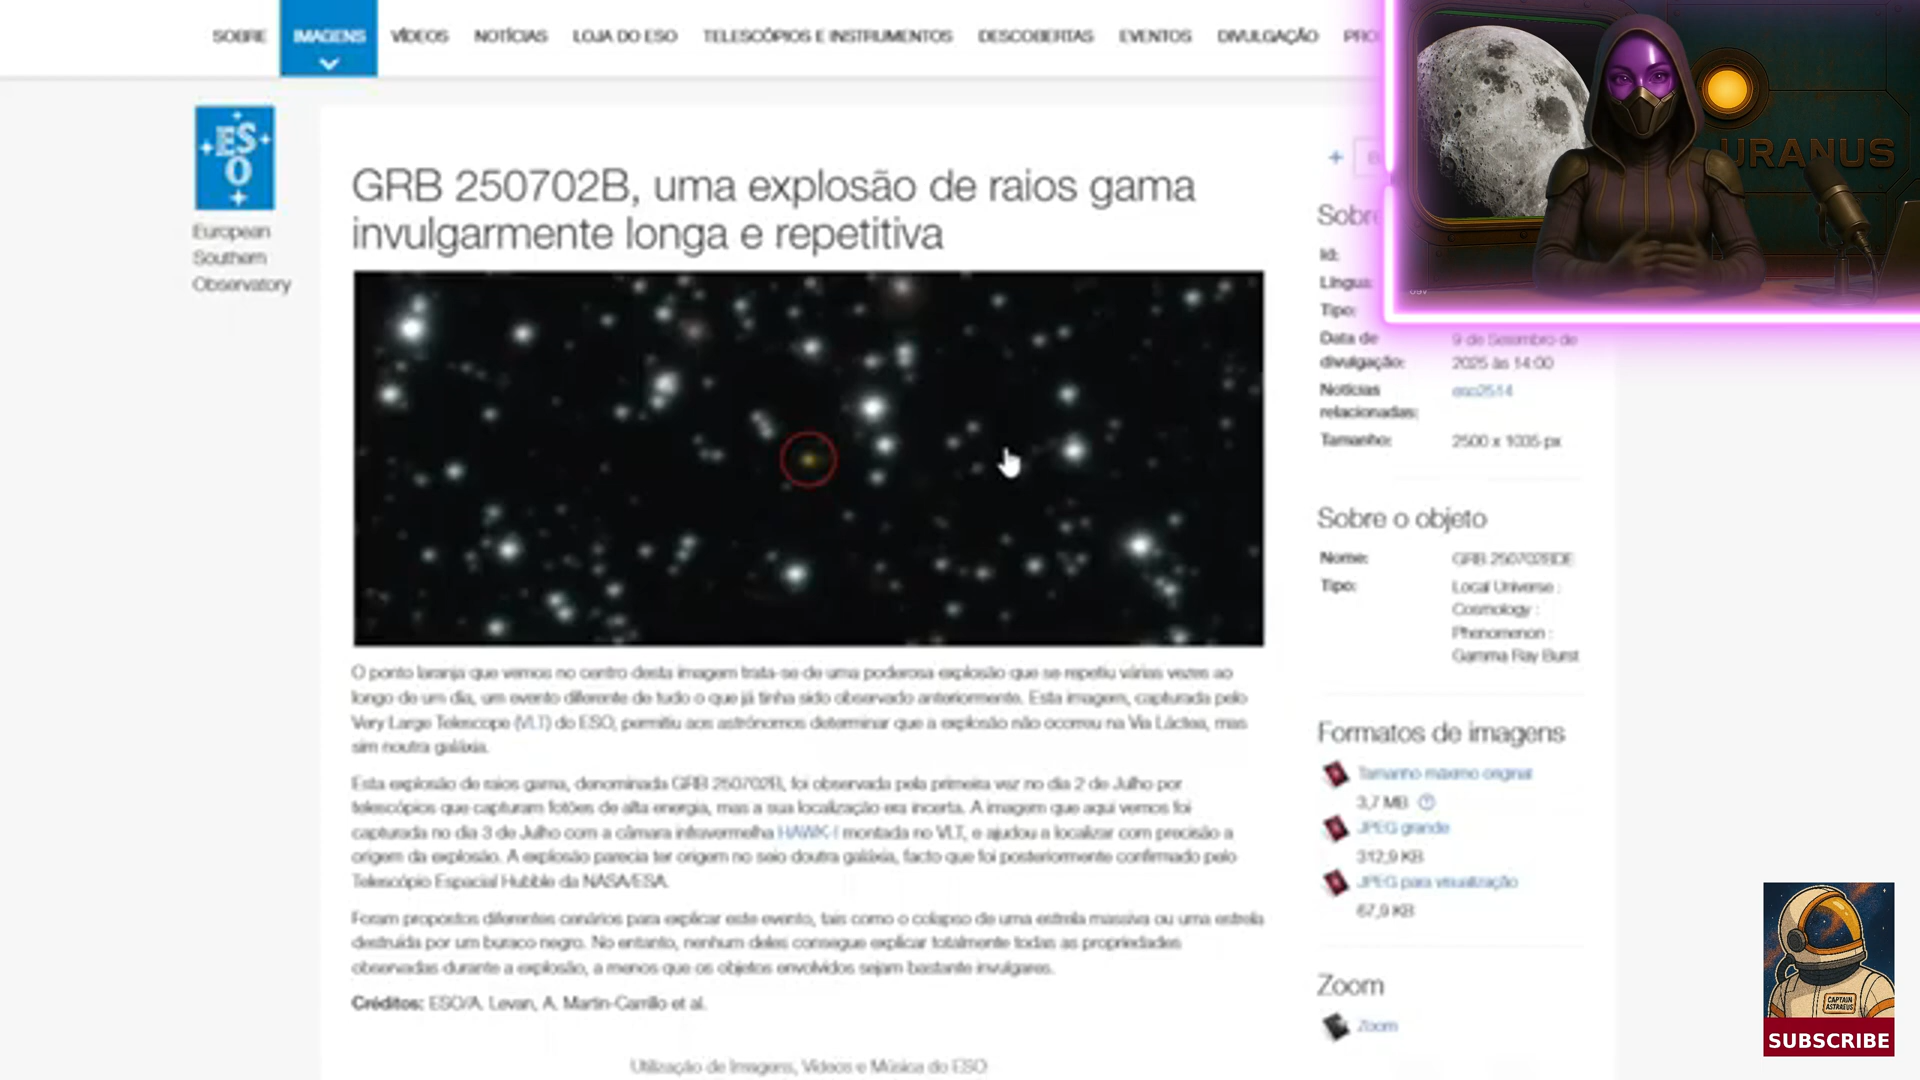 SOBRE IMAGENS VÍDEOS NOTÍCIAS LOJA DO ESO TELESCÓPIOS E INSTRUMENTOS DESCOBERTAS EVENTOS DIVULGAÇÃO PRO
ESO
European
Southern
Observatory
GRB 250702B, uma explosão de raios gama
invulgarmente longa e repetitiva
O ponto laranja que vemos no centro desta imagem trata-se de uma poderosa explosão que se repetiu várias vezes ao
longo de um dia, um evento diferente de tudo o que já tinha sido observado anteriormente. Esta imagem, capturada pelo
Very Large Telescope (VLT) do ESO, permitiu aos astrónomos determinar que a explosão não ocorreu na Via Láctea, mas
sim noutra galáxia.
Esta explosão de raios gama, denominada GRB 250702B, foi observada pela primeira vez no dia 2 de Julho por
telescópios que capturam fotões de alta energia, mas a sua localização era incerta. A imagem que aqui vemos foi
capturada no dia 3 de Julho com a câmara infravermelha HAWK-I montada no VLT, e ajudou a localizar com precisão a
origem da explosão. A explosão parecia ter origem no seio doutra galáxia, facto que foi posteriormente confirmado pelo
Telescópio Espacial Hubble da NASA/ESA.
Foram propostos diferentes cenários para explicar este evento, tais como o colapso de uma estrela massiva ou uma estrela
destruída por um buraco negro. No entanto, nenhum deles consegue explicar totalmente todas as propriedades
observadas durante a explosão, a menos que os objetos envolvidos sejam bastante invulgares.
Créditos: ESO/A. Levan, A. Martin-Carrillo et al.
Utilização de Imagens, Vídeos e Música do ESO
Sobre
Id:
Língua:
Tipo:
Data de 9 de Setembro de
divulgação: 2025 às 14:00
Notícias eso2514
relacionadas:
Tamanho: 2500 x 1035 px
Sobre o objeto
Nome: GRB 250702BDE
Tipo: Local Universe :
Cosmology :
Phenomenon :
Gamma Ray Burst
Formatos de imagens
Tamanho máximo original
3,7 MB
JPEG grande
312,9 KB
JPEG para visualização
67,9 KB
Zoom
Zoom
URANUS
CAPTAIN
ASTRAEUS
SUBSCRIBE